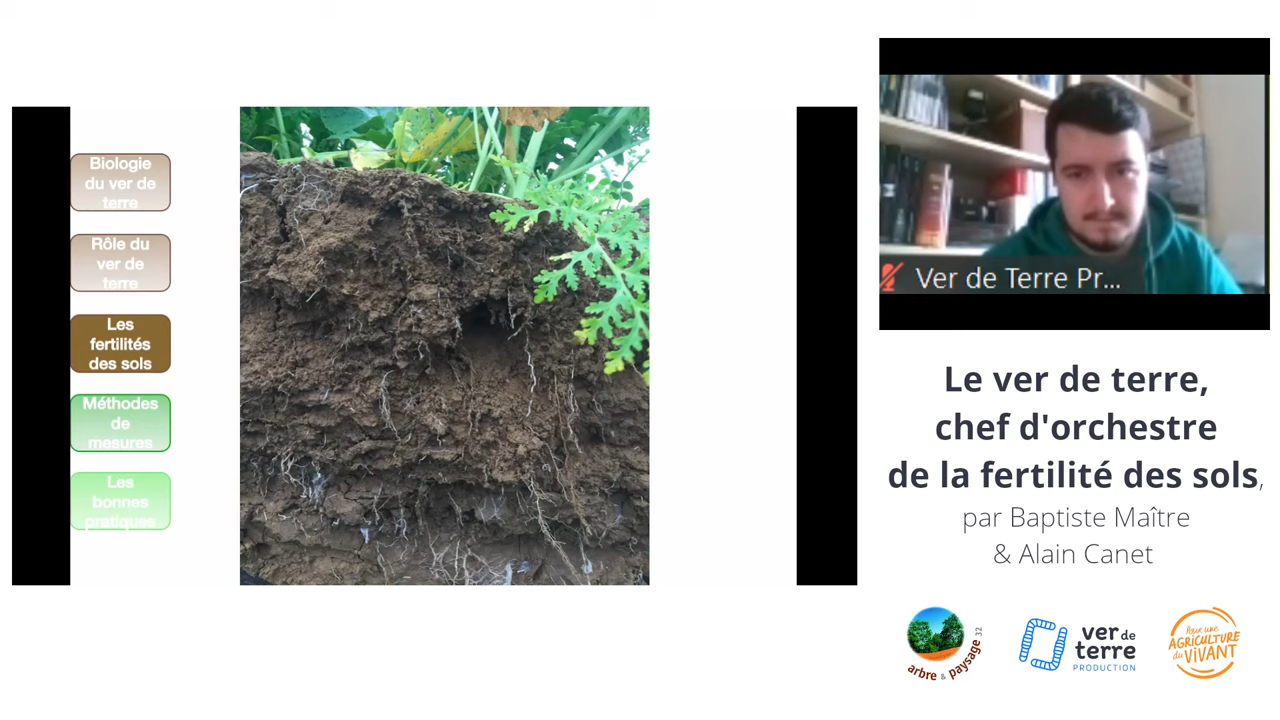 Biologie
du ver de
terre
Rôle du
ver de
terre
Les
fertilités
des sols
Méthodes
de
mesures
Les
bonnes
pratiques
Ver de Terre Pr...
Le ver de terre,
chef d'orchestre
de la fertilité des sols,
par Baptiste Maître
& Alain Canet
arbre & paysage 32
ver de
terre
PRODUCTION
Pour une
AGRICULTURE
du VIVANT